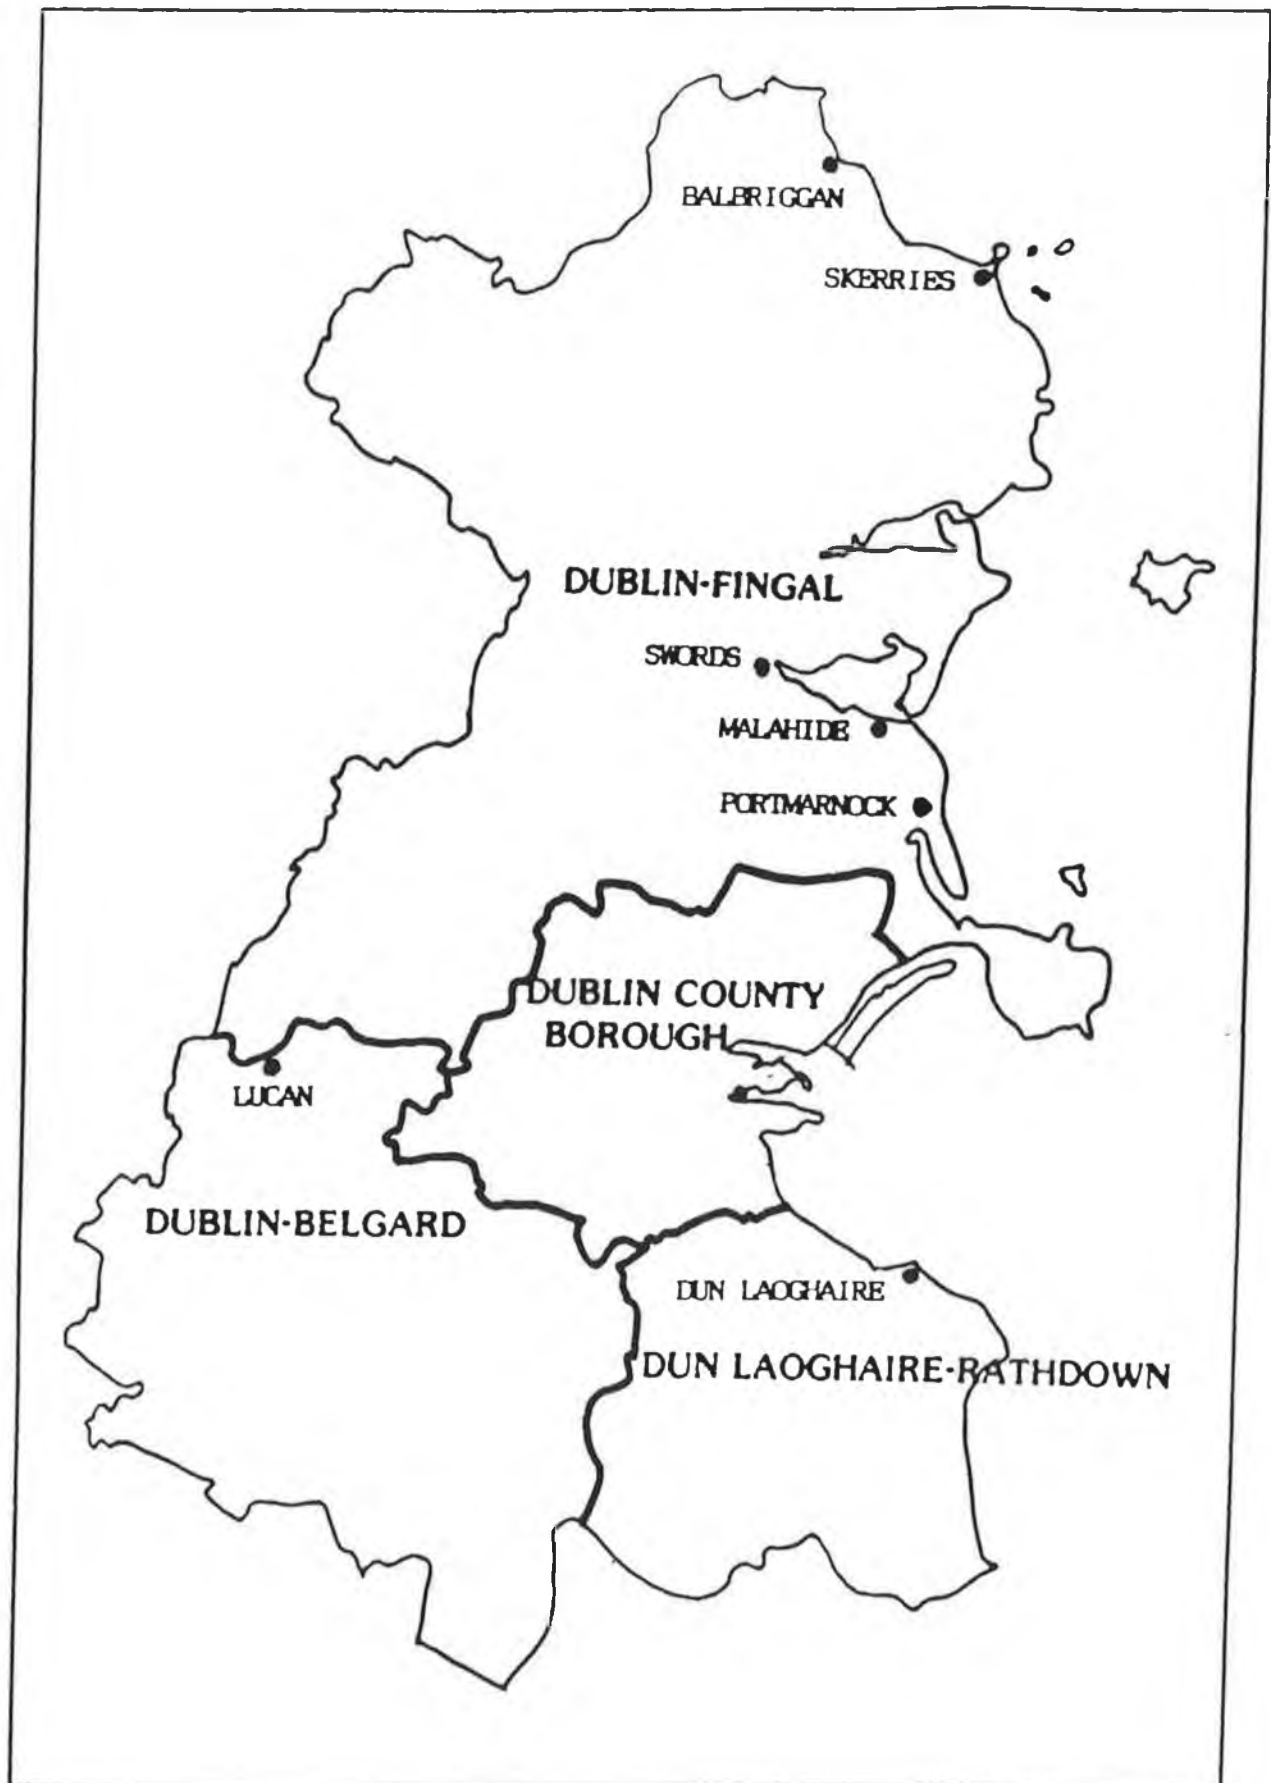 BALBRIGGAN
SKERRIES
DUBLIN-FINGAL
SWORDS
MALAHIDE
PORTMARNOCK
DUBLIN COUNTY
BOROUGH
LUCAN
DUBLIN-BELGARD
DUN LAOGHAIRE
DUN LAOGHAIRE-RATHDOWN